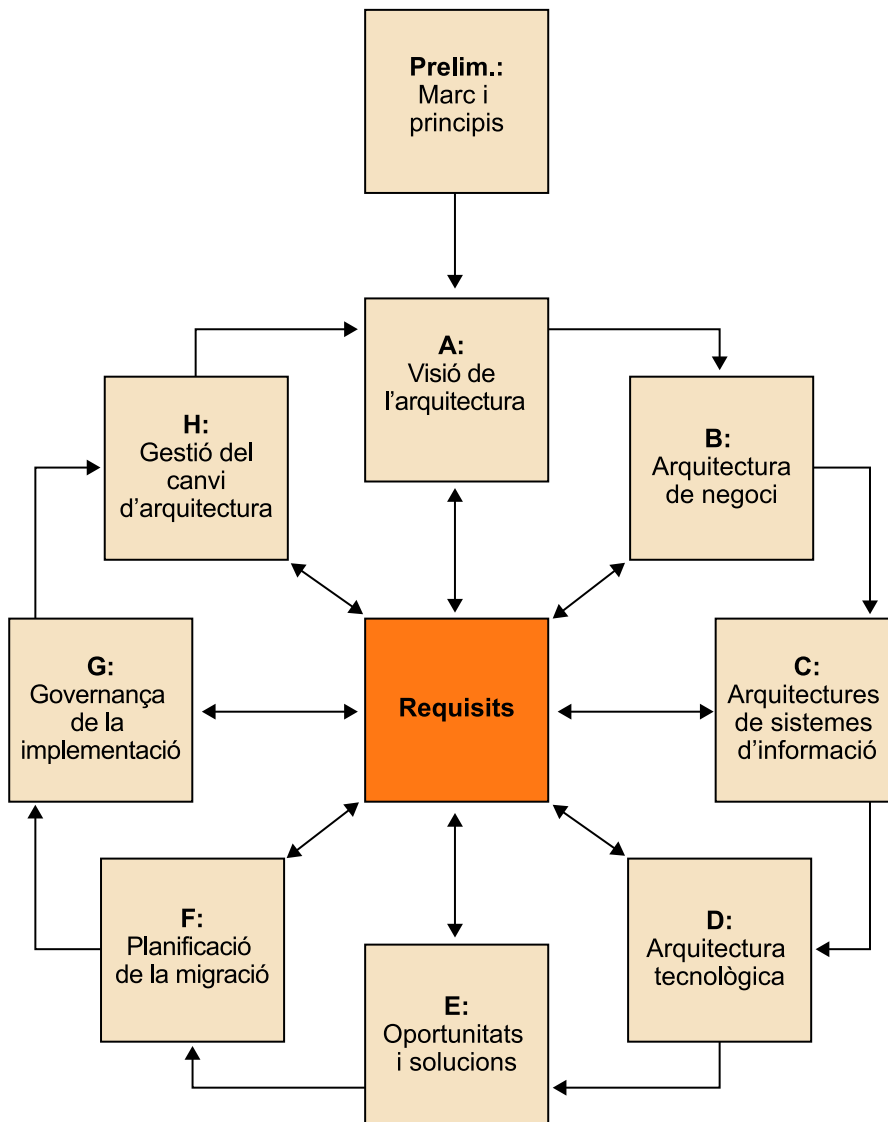 Prelim.:
Marc i
principis
A:
Visió de
l’arquitectura
B:
Arquitectura
de negoci
C:
Arquitectures
de sistemes
d’informació
D:
Arquitectura
tecnològica
E:
Oportunitats
i solucions
F:
Planificació
de la migració
G:
Governança
de la
implementació
H:
Gestió del
canvi
d’arquitectura
Requisits